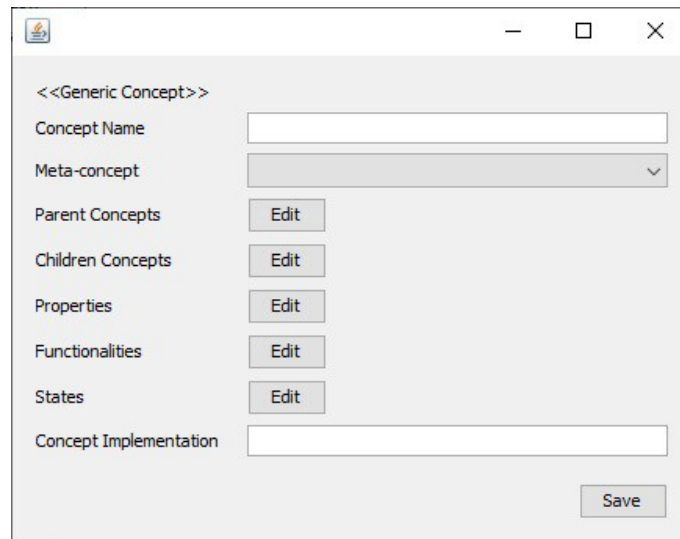 <<Generic Concept>>
Concept Name
Meta-concept
Parent Concepts Edit
Children Concepts Edit
Properties Edit
Functionalities Edit
States Edit
Concept Implementation
Save